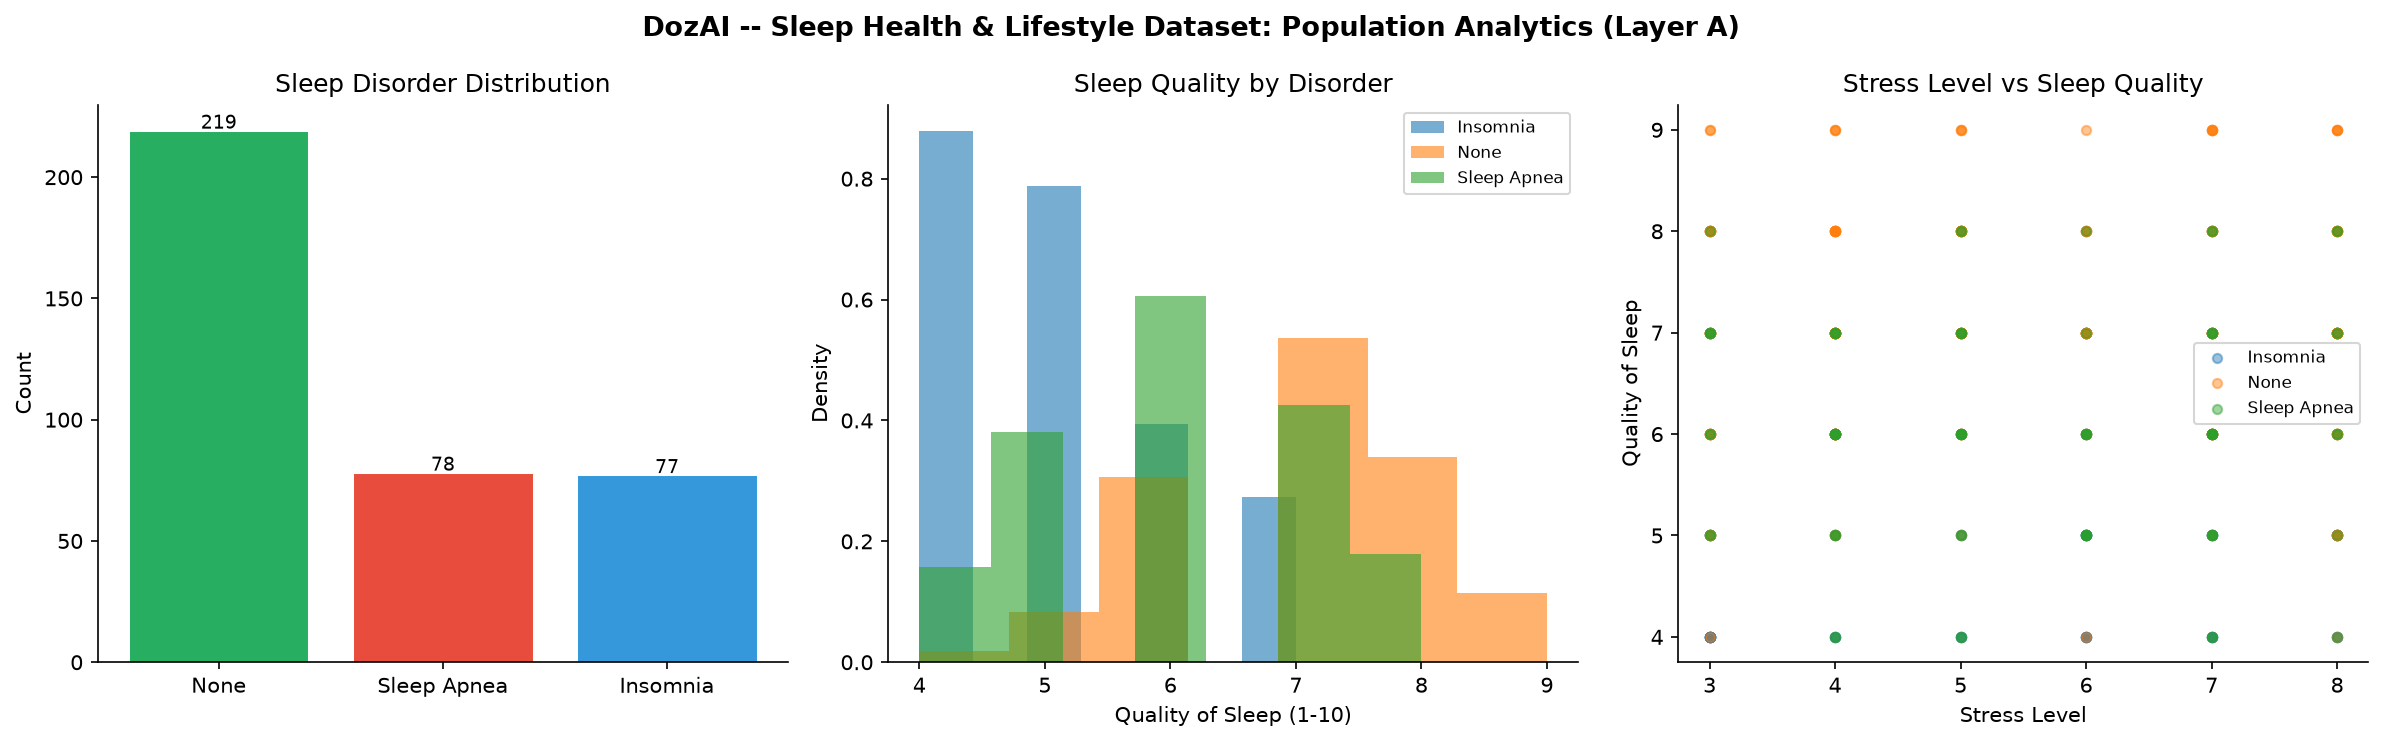 DozAI -- Sleep Health & Lifestyle Dataset: Population Analytics (Layer A)
Sleep Disorder Distribution
Count
200
150
100
50
0
219
78
77
None
Sleep Apnea
Insomnia
Sleep Quality by Disorder
Density
0.8
0.6
0.4
0.2
0.0
Insomnia
None
Sleep Apnea
4
5
6
7
8
9
Quality of Sleep (1-10)
Stress Level vs Sleep Quality
Quality of Sleep
9
8
7
6
5
4
Insomnia
None
Sleep Apnea
3
4
5
6
7
8
Stress Level